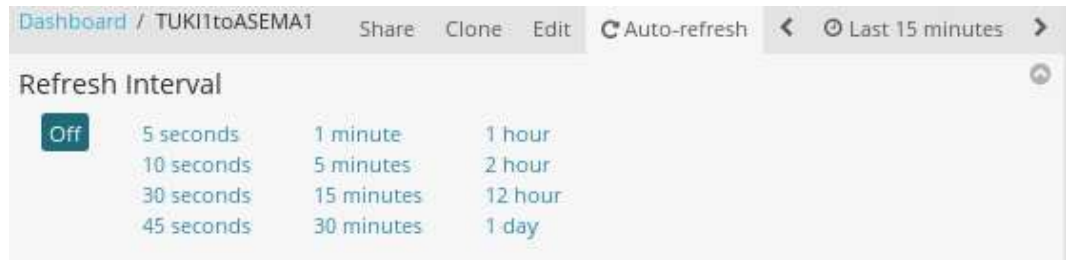 Dashboard / TUKI1toASEMA1 Share Clone Edit Auto-refresh Last 15 minutes
Refresh Interval
Off 5 seconds 1 minute 1 hour
10 seconds 5 minutes 2 hour
30 seconds 15 minutes 12 hour
45 seconds 30 minutes 1 day